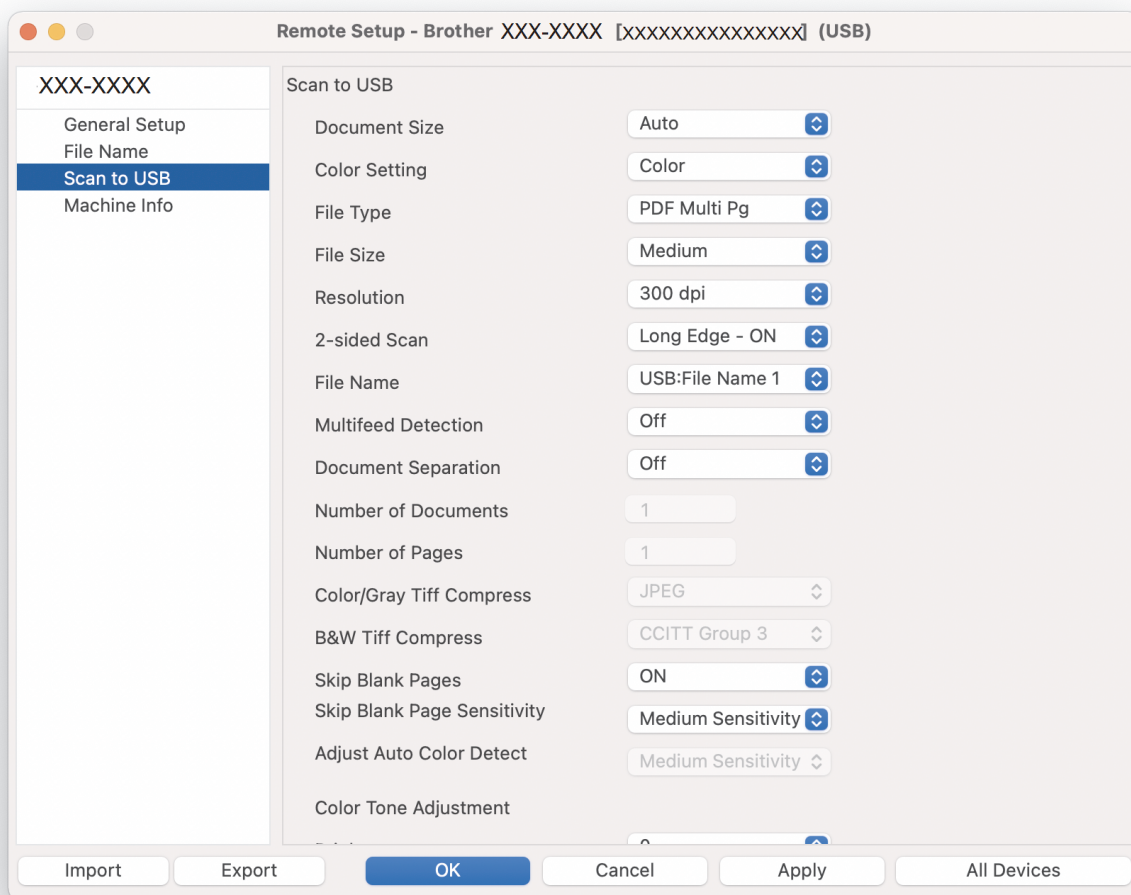 Remote Setup - Brother XXX-XXXX [XXXXXXXXXXXXXXX] (USB)
XXX-XXXX
General Setup
File Name
Scan to USB
Machine Info
Scan to USB
Document Size Auto
Color Setting Color
File Type PDF Multi Pg
File Size Medium
Resolution 300 dpi
2-sided Scan Long Edge - ON
File Name USB:File Name 1
Multifeed Detection Off
Document Separation Off
Number of Documents 1
Number of Pages 1
Color/Gray Tiff Compress JPEG
B&W Tiff Compress CCITT Group 3
Skip Blank Pages ON
Skip Blank Page Sensitivity Medium Sensitivity
Adjust Auto Color Detect Medium Sensitivity
Color Tone Adjustment
Import Export OK Cancel Apply All Devices